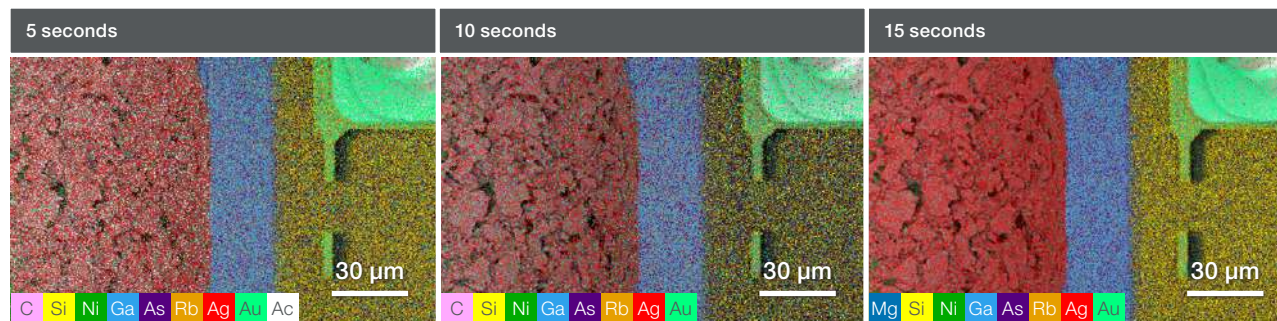 5 seconds
10 seconds
15 seconds
30 µm
30 µm
30 µm
C Si Ni Ga As Rb Ag Au Ac
C Si Ni Ga As Rb Ag Au
Mg Si Ni Ga As Rb Ag Au